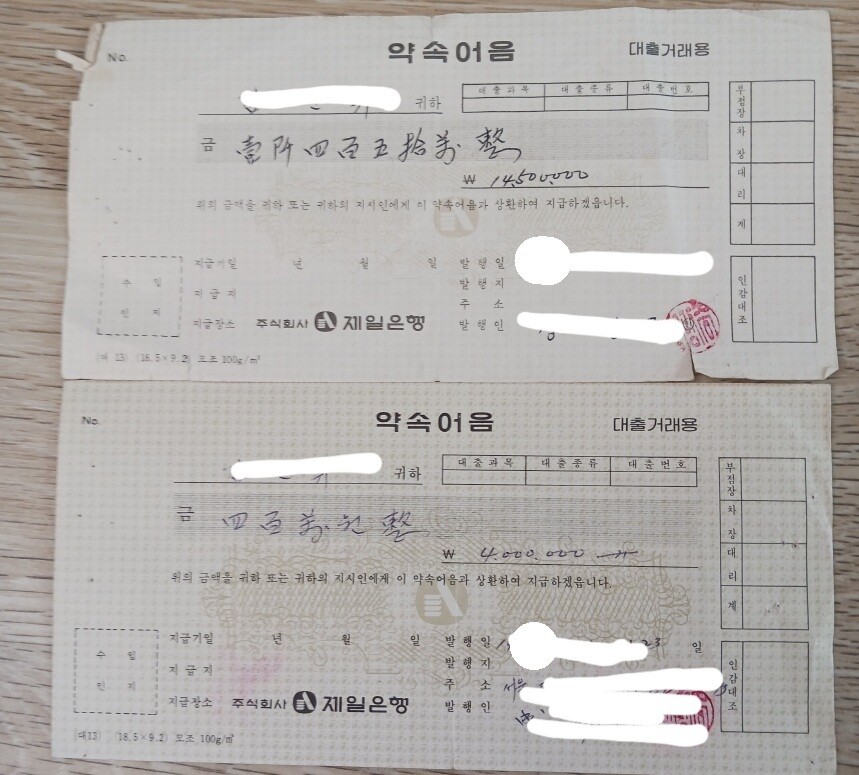 No. 약속어음 대출거래용
귀하 대출과목 대출종류 대출번호
금 壹阡四百五拾萬 整
₩ 14,500,000
위의 금액을 귀하 또는 귀하의 지시인에게 이 약속어음과 상환하여 지급하겠읍니다.
지급기일 년 월 일 발행일
지급지 발행지
주소
지급장소 주식회사 제일은행 발행인
수입인지
부점장
차장
대리
계
인감대조
(대 13) (18.5×9.2) 모조 100g/㎡
No. 약속어음 대출거래용
귀하 대출과목 대출종류 대출번호
금 四百萬원整
₩ 4.000.000
위의 금액을 귀하 또는 귀하의 지시인에게 이 약속어음과 상환하여 지급하겠읍니다.
지급기일 년 월 일 발행일 23 일
지급지 발행지
주소 서울
지급장소 주식회사 제일은행 발행인
수입인지
부점장
차장
대리
계
인감대조
(대13) (18.5×9.2) 모조 100g/㎡